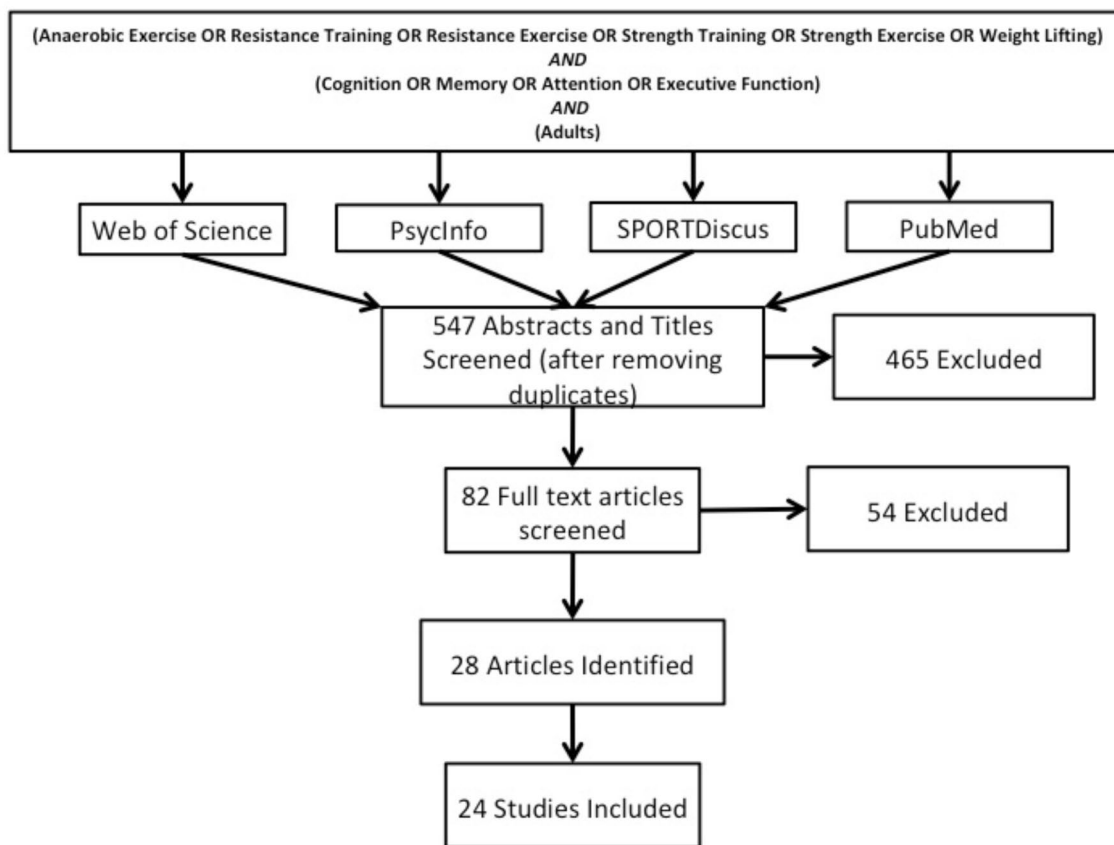 (Anaerobic Exercise OR Resistance Training OR Resistance Exercise OR Strength Training OR Strength Exercise OR Weight Lifting)
AND
(Cognition OR Memory OR Attention OR Executive Function)
AND
(Adults)
Web of Science
PsycInfo
SPORTDiscus
PubMed
547 Abstracts and Titles
Screened (after removing
duplicates)
465 Excluded
82 Full text articles
screened
54 Excluded
28 Articles Identified
24 Studies Included